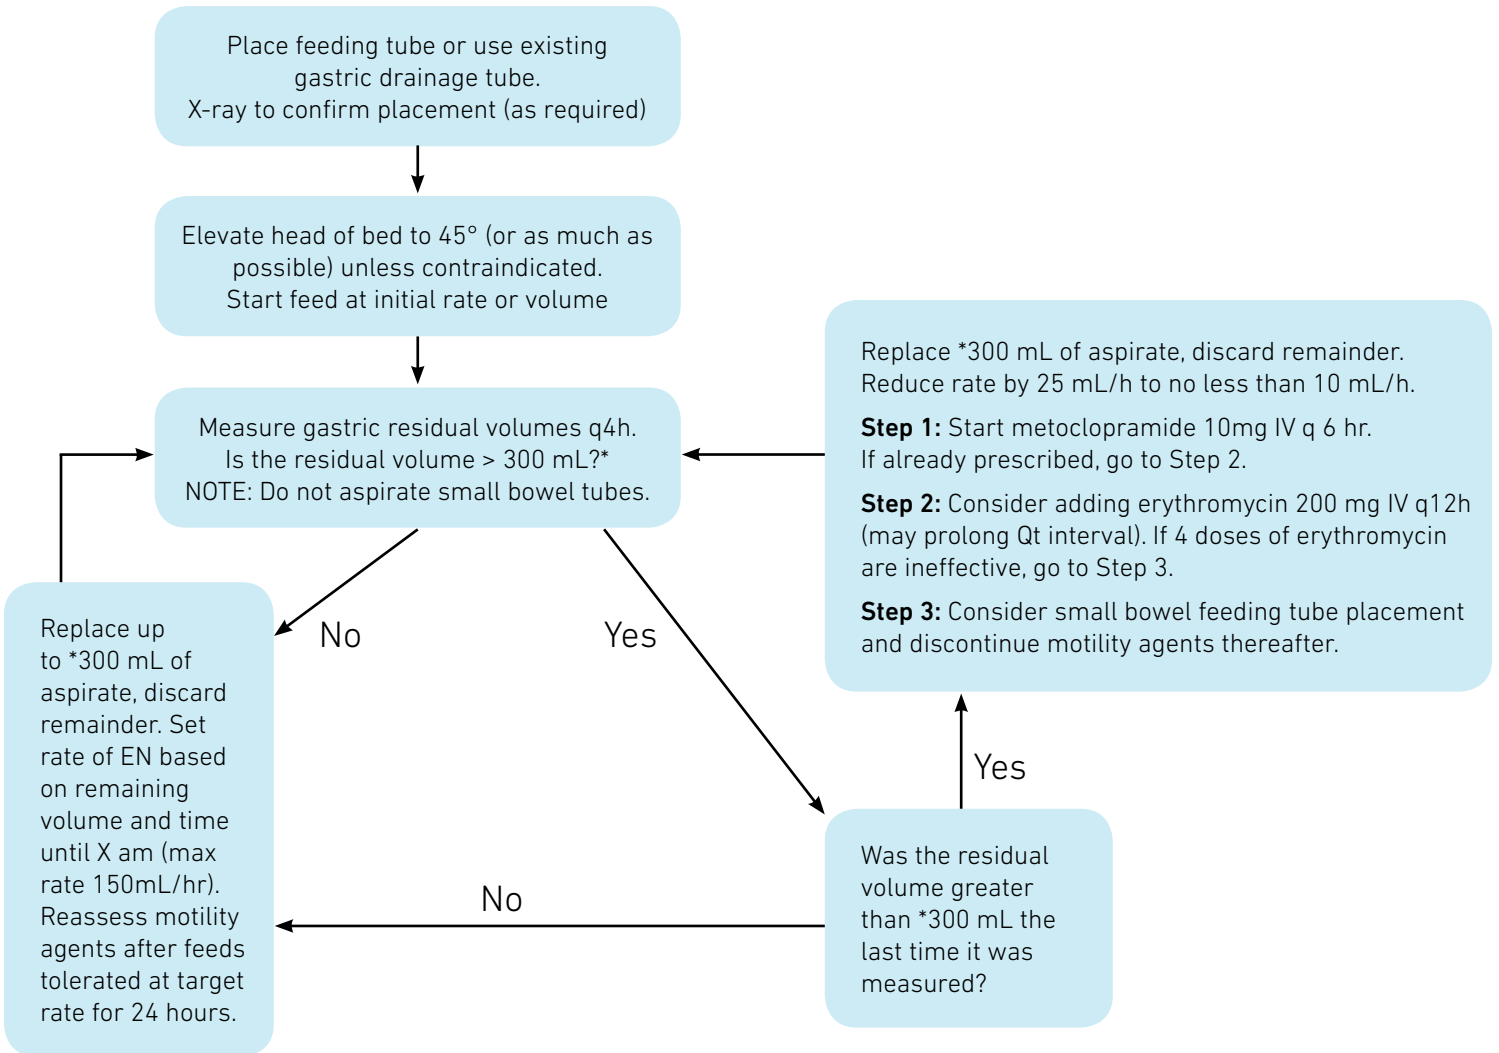 Place feeding tube or use existing
gastric drainage tube.
X-ray to confirm placement (as required)
Elevate head of bed to 45° (or as much as
possible) unless contraindicated.
Start feed at initial rate or volume
Measure gastric residual volumes q4h.
Is the residual volume > 300 mL?*
NOTE: Do not aspirate small bowel tubes.
No
Yes
Replace up
to *300 mL of
aspirate, discard
remainder. Set
rate of EN based
on remaining
volume and time
until X am (max
rate 150mL/hr).
Reassess motility
agents after feeds
tolerated at target
rate for 24 hours.
Was the residual
volume greater
than *300 mL the
last time it was
measured?
No
Yes
Replace *300 mL of aspirate, discard remainder.
Reduce rate by 25 mL/h to no less than 10 mL/h.
Step 1: Start metoclopramide 10mg IV q 6 hr.
If already prescribed, go to Step 2.
Step 2: Consider adding erythromycin 200 mg IV q12h
(may prolong Qt interval). If 4 doses of erythromycin
are ineffective, go to Step 3.
Step 3: Consider small bowel feeding tube placement
and discontinue motility agents thereafter.